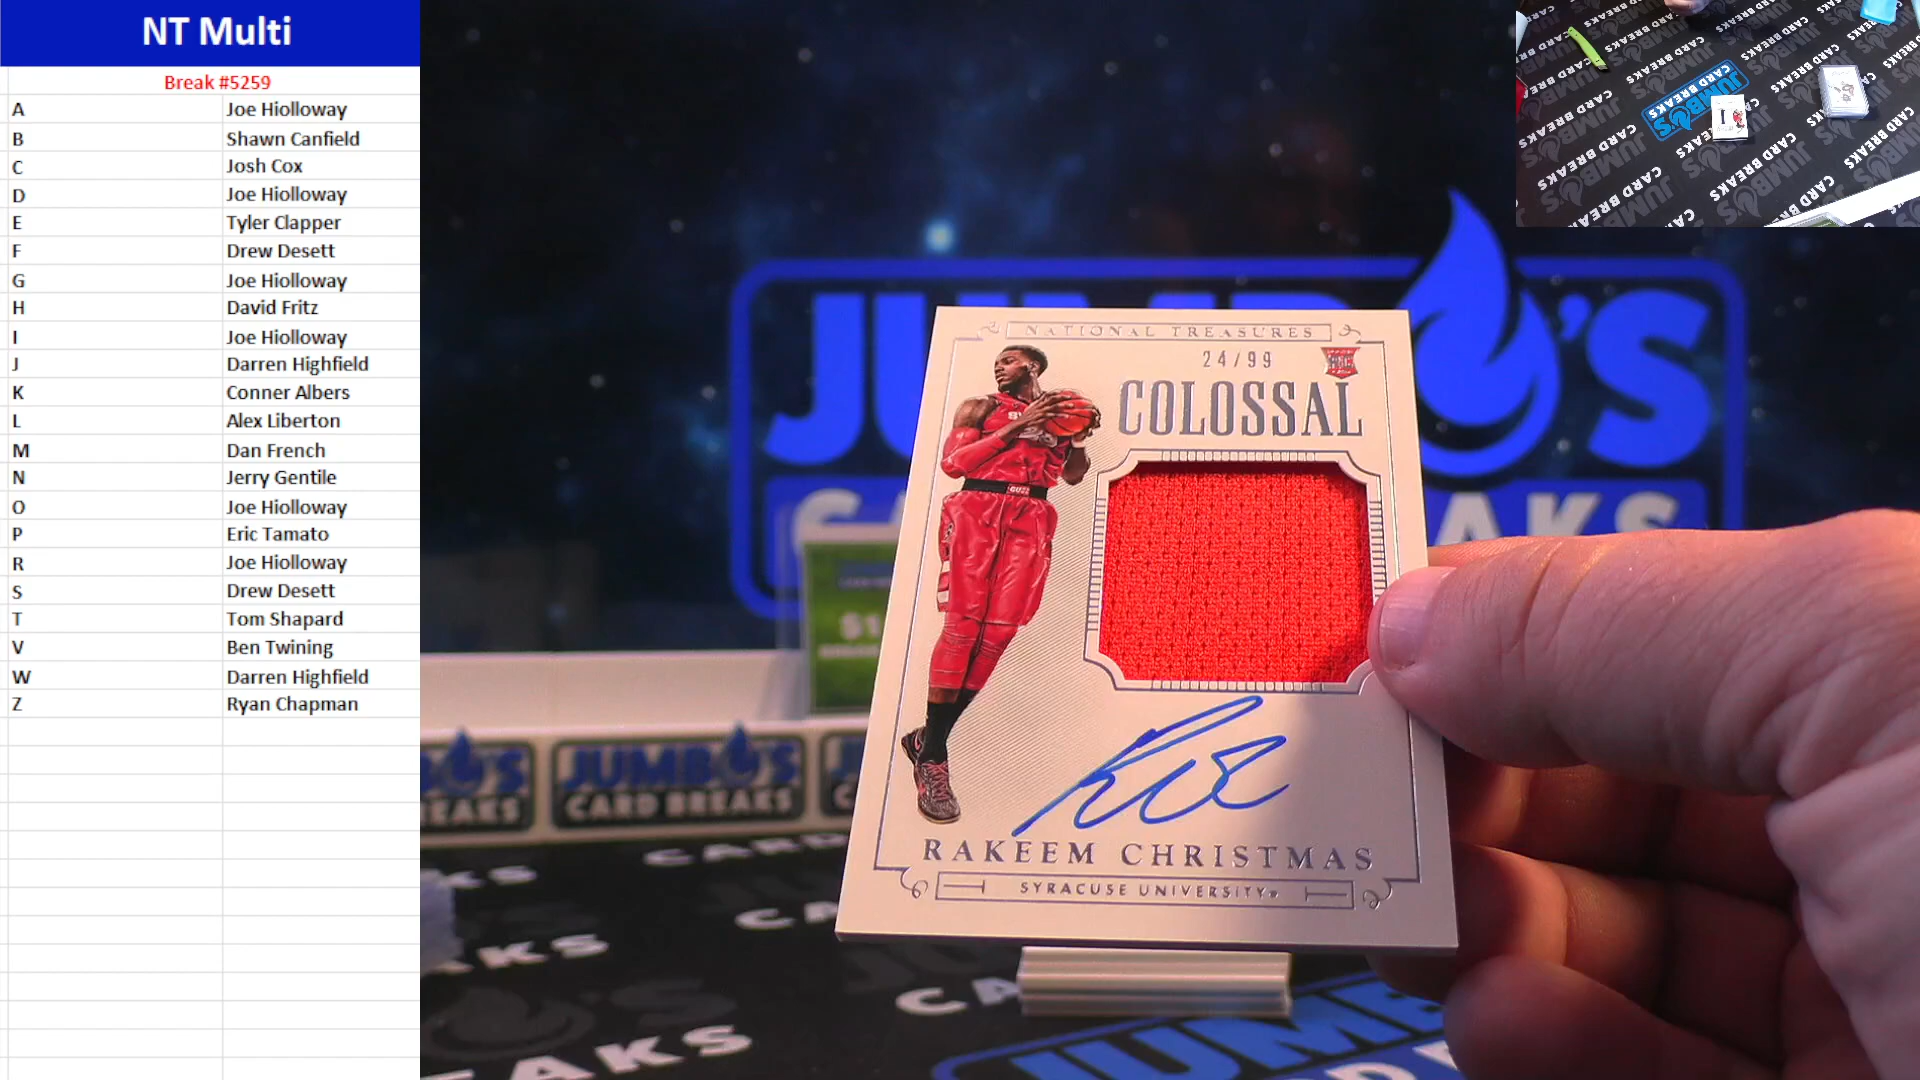 NT Multi
Break #5259
A Joe Hiolloway
B Shawn Canfield
C Josh Cox
D Joe Hiolloway
E Tyler Clapper
F Drew Desett
G Joe Hiolloway
H David Fritz
I Joe Hiolloway
J Darren Highfield
K Conner Albers
L Alex Liberton
M Dan French
N Jerry Gentile
O Joe Hiolloway
P Eric Tamato
R Joe Hiolloway
S Drew Desett
T Tom Shapard
V Ben Twining
W Darren Highfield
Z Ryan Chapman
NATIONAL TREASURES
24/99
COLOSSAL
RAKEEM CHRISTMAS
SYRACUSE UNIVERSITY
JUMBO'S
CARD BREAKS
JUMBO'S
CARD BREAKS